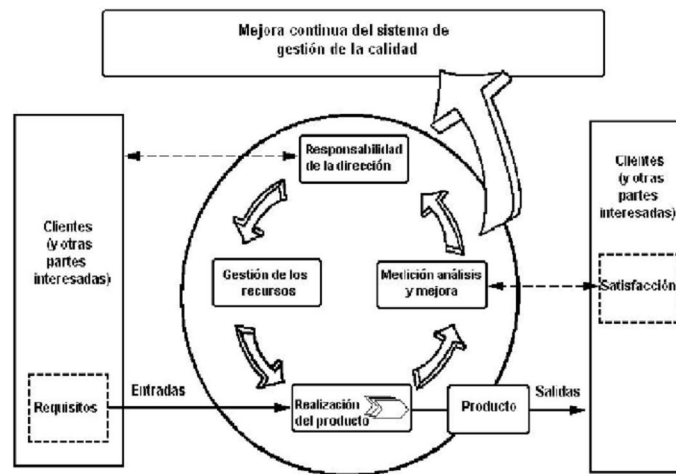 Mejora continua del sistema de
gestión de la calidad
Responsabilidad
de la dirección
Clientes
(y otras
partes
interesadas)
Clientes
(y otras
partes
interesadas)
Gestión de los
recursos
Medición análisis
y mejora
Satisfacción
Requisitos
Entradas
Realización
del producto
Producto
Salidas